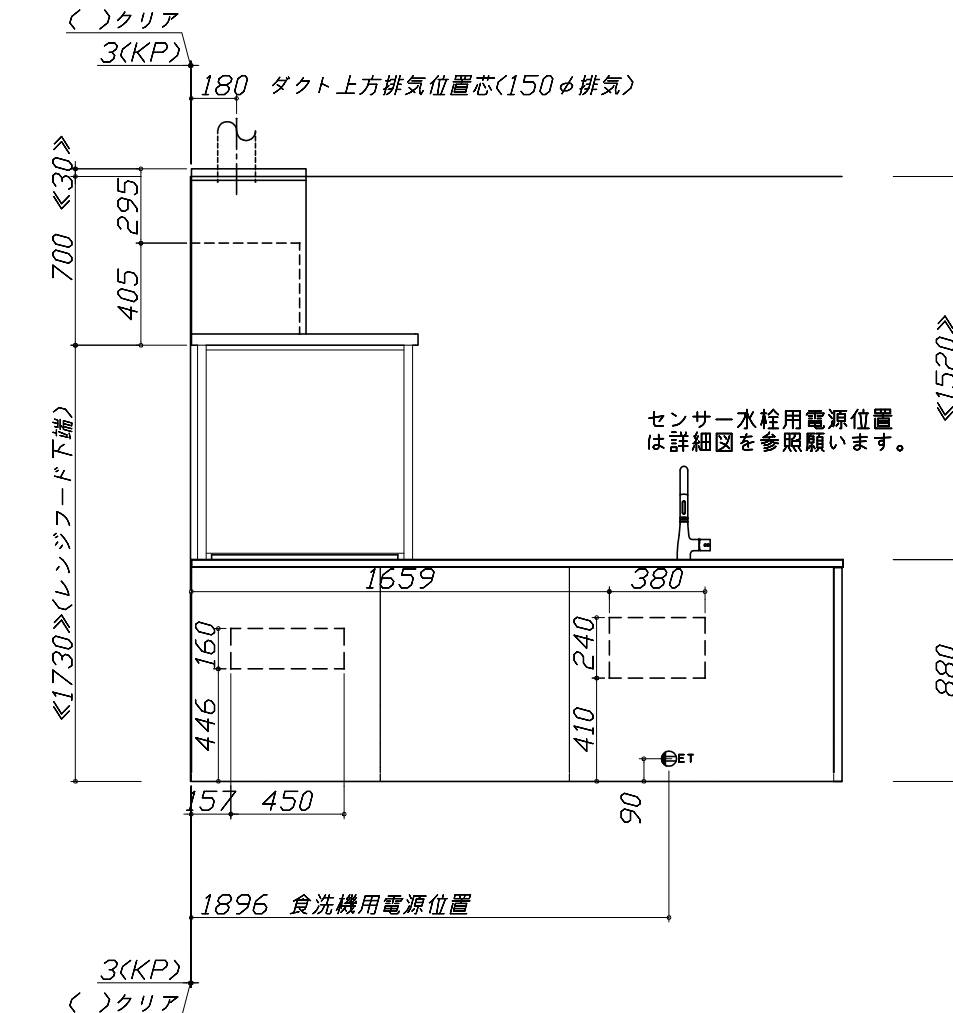 ( )クリア
3(KP)
180 ダクト上方排気位置芯(150φ排気)
≪30≫
295
700
405
≪1520≫
センサー水栓用電源位置
は詳細図を参照願います。
≪1730≫(レンジフード下端)
1659
380
160
240
446
410
880
ET
157
450
90
1896 食洗機用電源位置
3(KP)
( )クリア